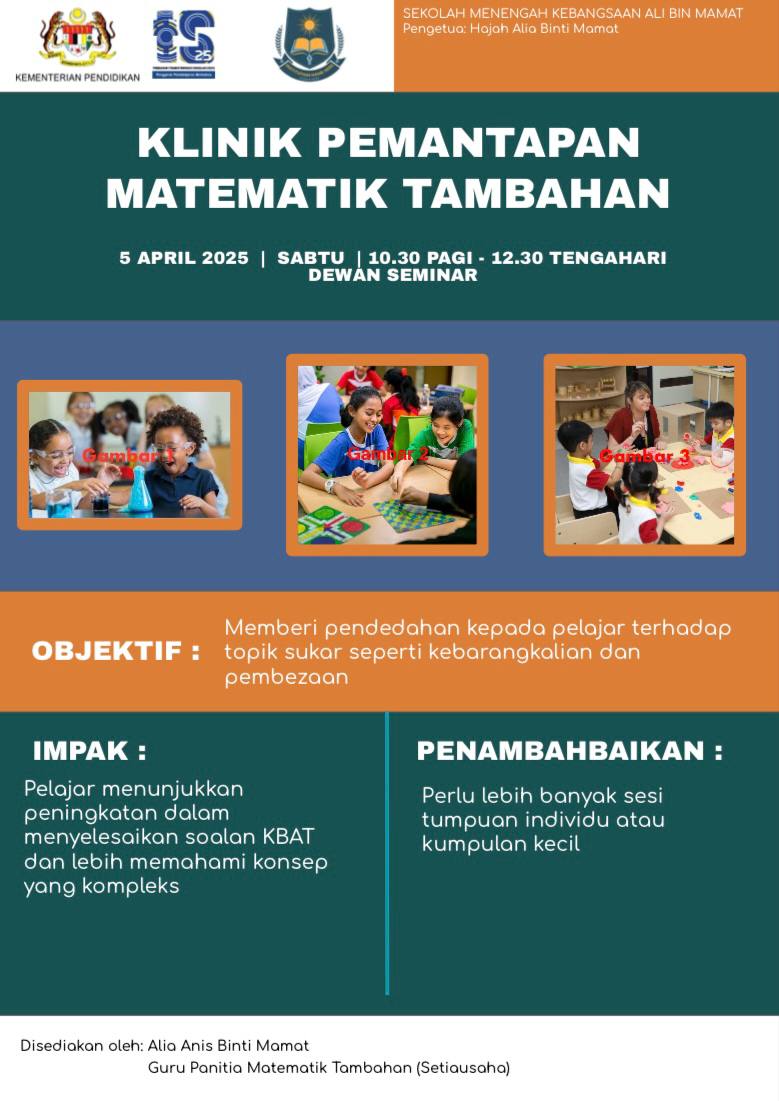 SEKOLAH MENENGAH KEBANGSAAN ALI BIN MAMAT
Pengetua: Hajah Alia Binti Mamat
KEMENTERIAN PENDIDIKAN
25
KLINIK PEMANTAPAN
MATEMATIK TAMBAHAN
5 APRIL 2025 | SABTU | 10.30 PAGI - 12.30 TENGAHARI
DEWAN SEMINAR
Gambar 1
Gambar 2
Gambar 3
OBJEKTIF :
Memberi pendedahan kepada pelajar terhadap
topik sukar seperti kebarangkalian dan
pembezaan
IMPAK :
Pelajar menunjukkan
peningkatan dalam
menyelesaikan soalan KBAT
dan lebih memahami konsep
yang kompleks
PENAMBAHBAIKAN :
Perlu lebih banyak sesi
tumpuan individu atau
kumpulan kecil
Disediakan oleh: Alia Anis Binti Mamat
Guru Panitia Matematik Tambahan (Setiausaha)